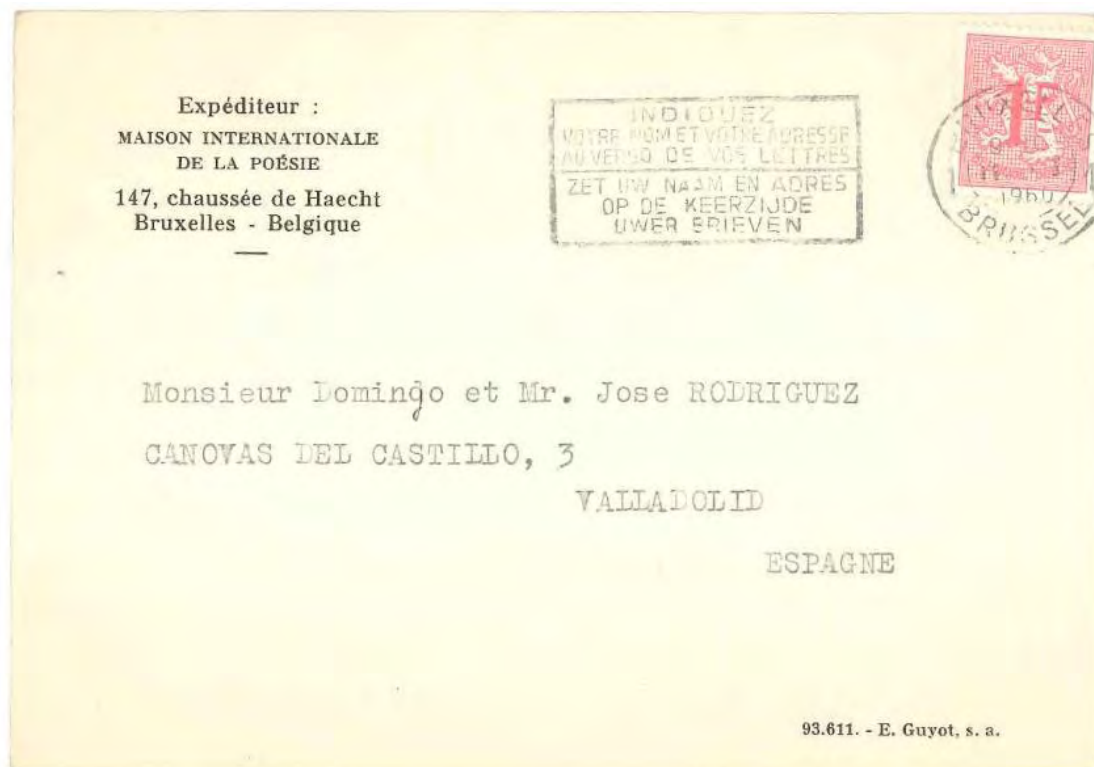 Expéditeur :
MAISON INTERNATIONALE
DE LA POÉSIE
147, chaussée de Haecht
Bruxelles - Belgique
INDIQUEZ
VOTRE NOM ET VOTRE ADRESSE
AU VERSO DE VOS LETTRES
ZET UW NAAM EN ADRES
OP DE KEERZIJDE
UWER BRIEVEN
1F
1960
BRUSSEL
Monsieur Domingo et Mr. Jose RODRIGUEZ
CANOVAS DEL CASTILLO, 3
VALLADOLID
ESPAGNE
93.611. - E. Guyot, s. a.